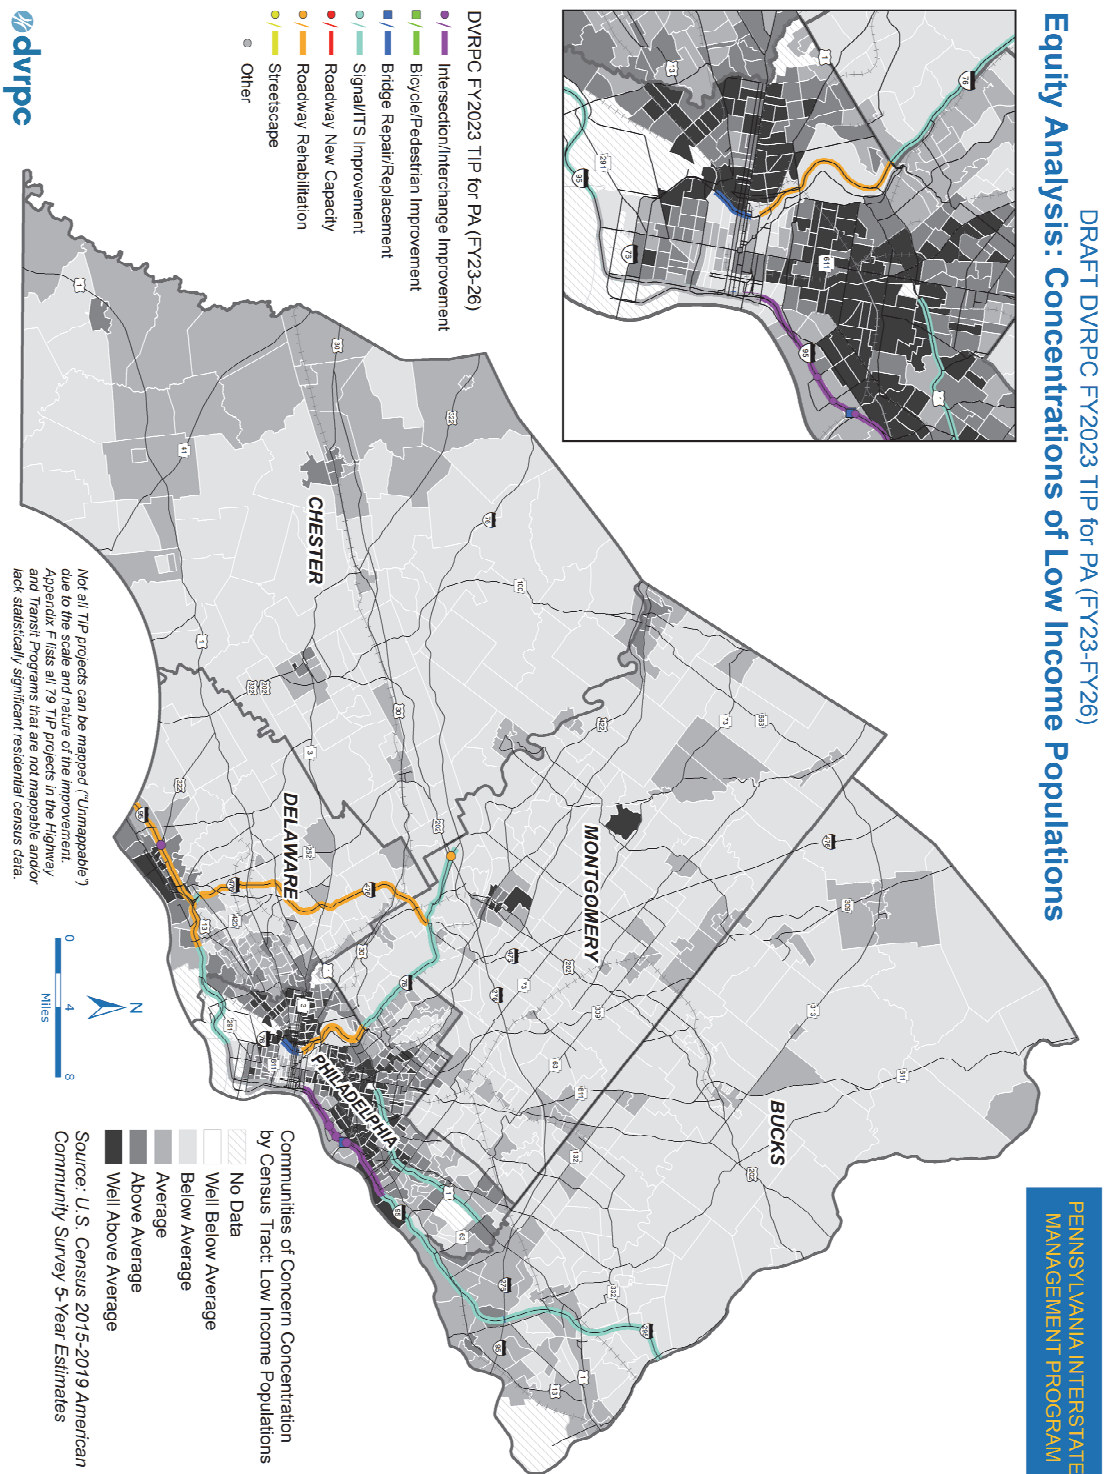 DRAFT DVRPC FY2023 TIP for PA (FY23-FY26)
Equity Analysis: Concentrations of Low Income Populations
PENNSYLVANIA INTERSTATE
MANAGEMENT PROGRAM
DVRPC FY2023 TIP for PA (FY23-26)
Intersection/Interchange Improvement
Bicycle/Pedestrian Improvement
Bridge Repair/Replacement
Signal/ITS Improvement
Roadway New Capacity
Roadway Rehabilitation
Streetscape
Other
dvrpc
CHESTER
DELAWARE
MONTGOMERY
BUCKS
PHILADELPHIA
Not all TIP projects can be mapped ("Unmappable")
due to the scale and nature of the improvement.
Appendix F lists all 79 TIP projects in the Highway
and Transit Programs that are not mappable and/or
lack statistically significant residential census data.
0 4 8
Miles
N
Communities of Concern Concentration
by Census Tract: Low Income Populations
No Data
Well Below Average
Below Average
Average
Above Average
Well Above Average
Source: U.S. Census 2015-2019 American
Community Survey 5-Year Estimates